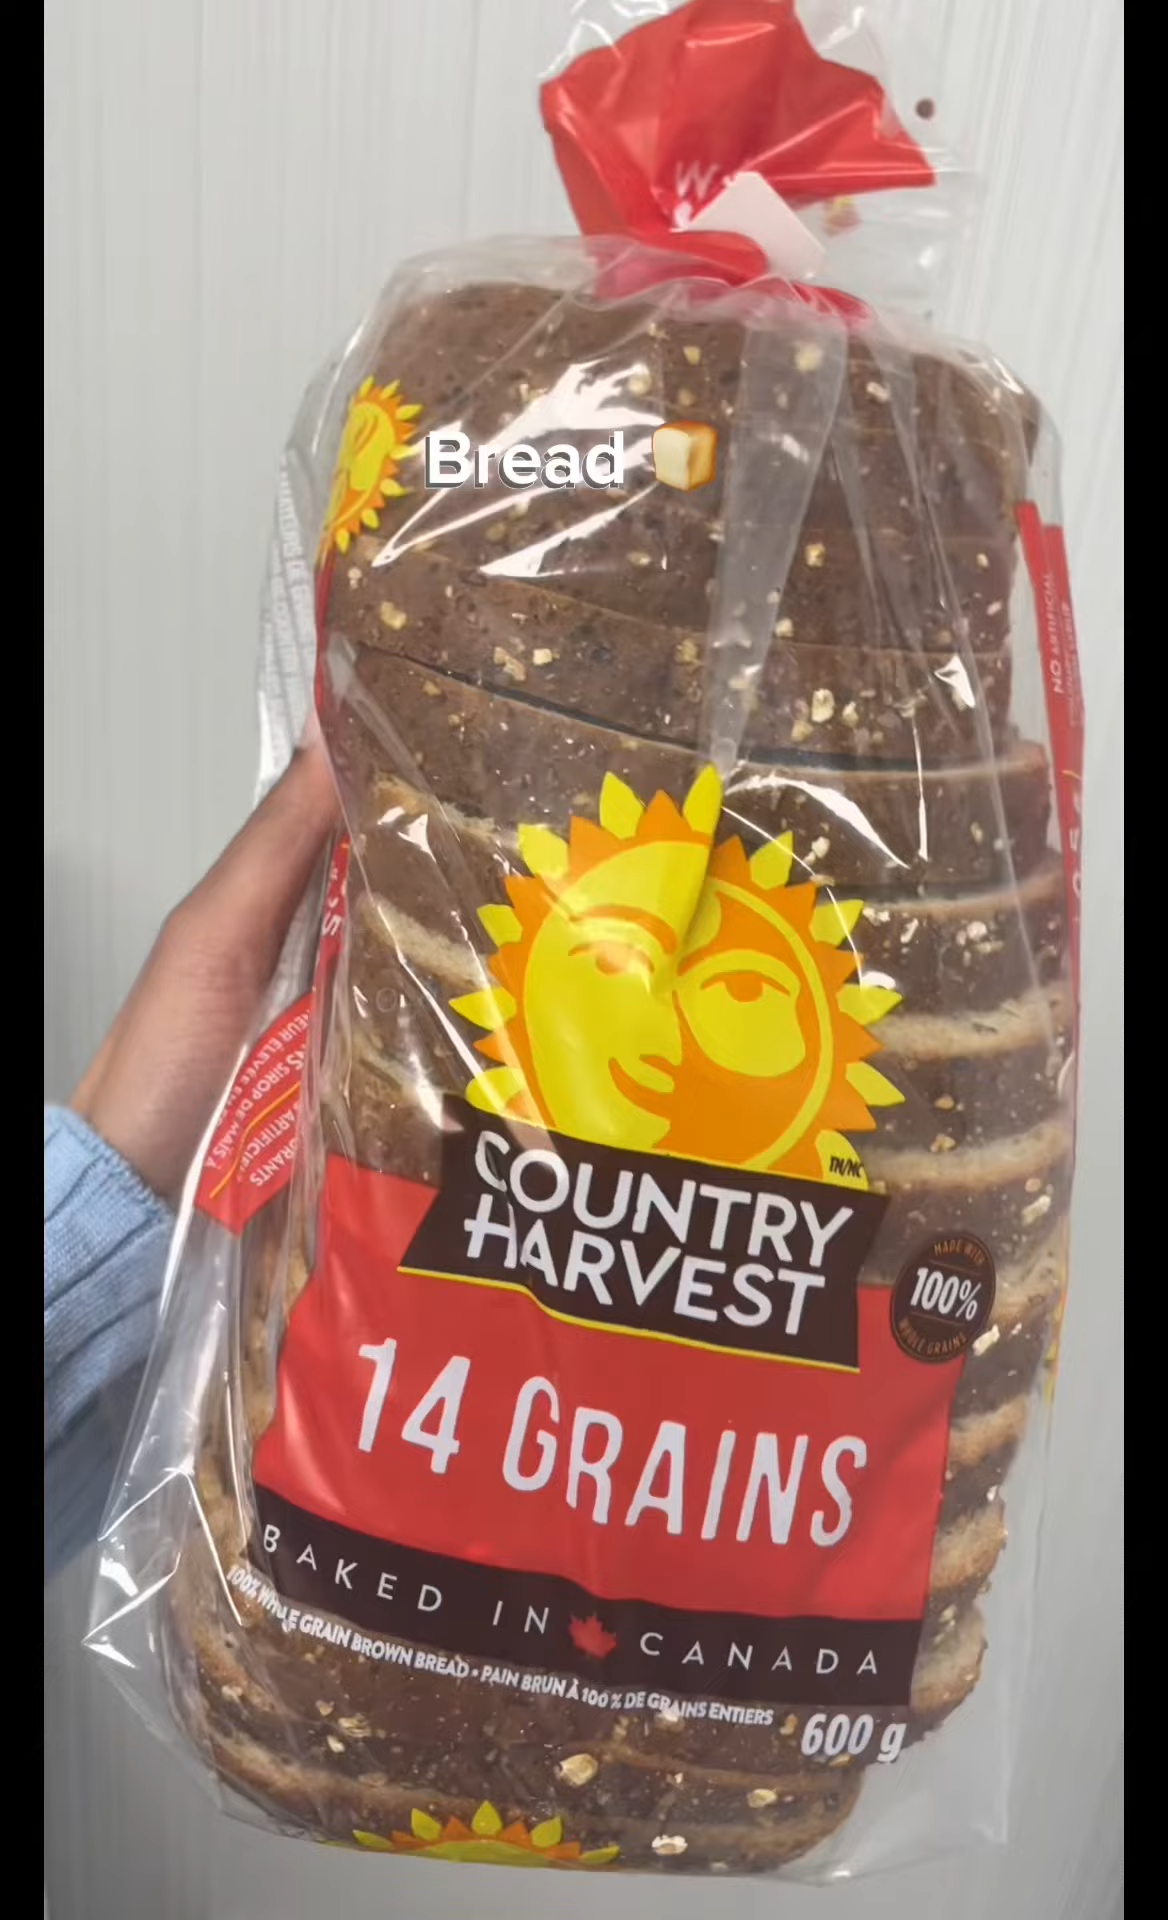 Bread
NO ARTIFICIAL
TM/MC
COUNTRY
HARVEST
MADE WITH
100%
WHOLE GRAINS
14 GRAINS
BAKED IN CANADA
100% WHOLE GRAIN BROWN BREAD • PAIN BRUN À 100 % DE GRAINS ENTIERS
600 g
SIROP DE MAÏS À